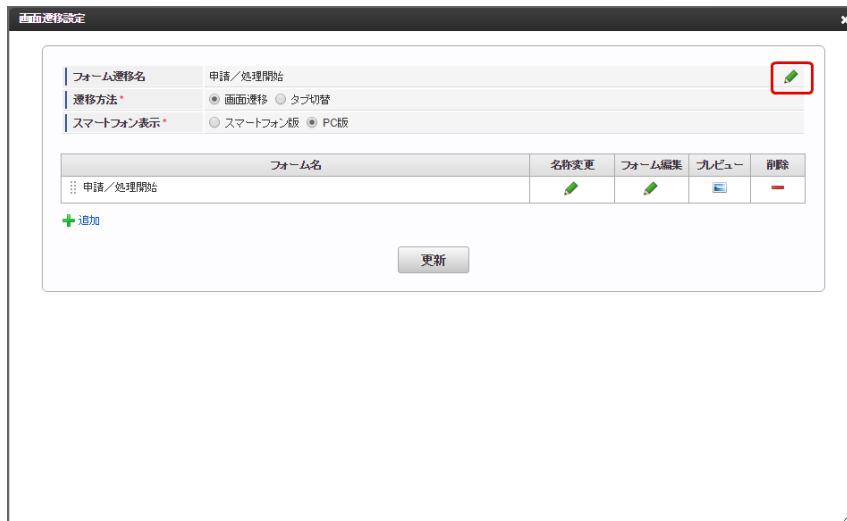 画面遷移設定
フォーム遷移名 申請／処理開始
遷移方法* 画面遷移 タブ切替
スマートフォン表示* スマートフォン版 PC版
フォーム名 名称変更 フォーム編集 プレビュー 削除
申請／処理開始
追加
更新